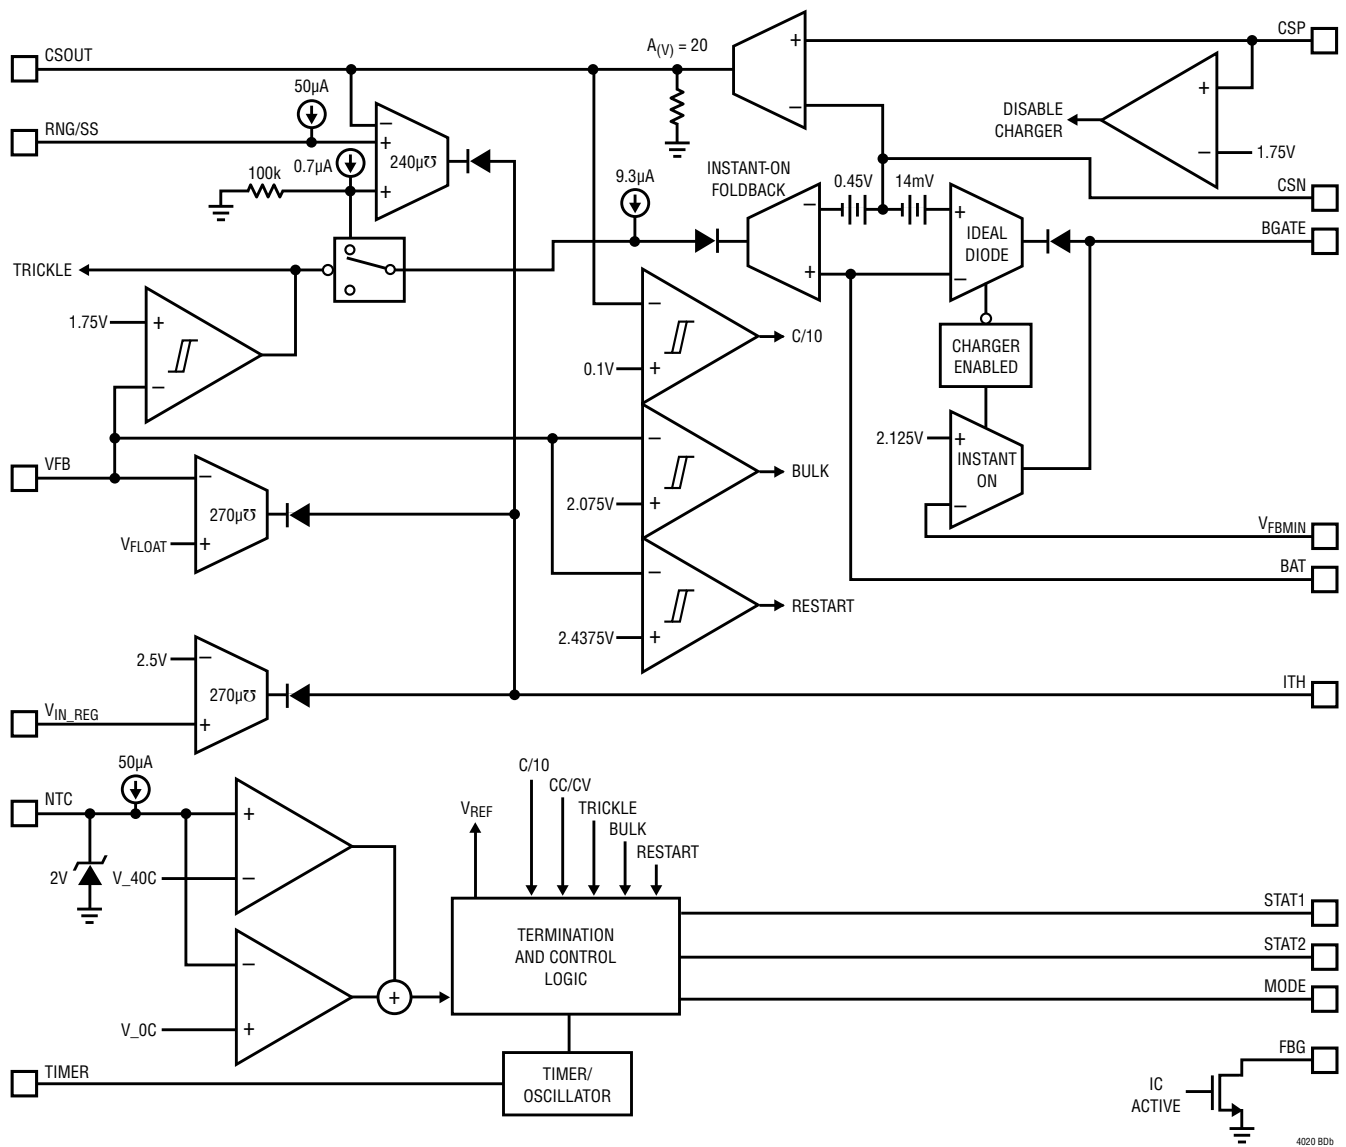 CSOUT
A(V) = 20
CSP
+
50µA
DISABLE
CHARGER
+
–
–
1.75V
RNG/SS
–
+
240µ℧
+
0.7µA
100k
INSTANT-ON
FOLDBACK
0.45V
14mV
CSN
9.3µA
–
+
+
IDEAL
DIODE
–
BGATE
TRICKLE
1.75V
+
–
–
C/10
0.1V
+
CHARGER
ENABLED
VFB
–
270µ℧
VFLOAT
+
–
BULK
2.075V
+
2.125V
+
INSTANT
ON
–
VFBMIN
BAT
–
RESTART
2.4375V
+
2.5V
–
270µ℧
VIN_REG
+
ITH
NTC
50µA
2V
V_40C
+
–
–
V_0C
+
+
VREF
C/10
CC/CV
TRICKLE
BULK
RESTART
TERMINATION
AND CONTROL
LOGIC
STAT1
STAT2
MODE
TIMER
TIMER/
OSCILLATOR
FBG
IC
ACTIVE
4020 BDb